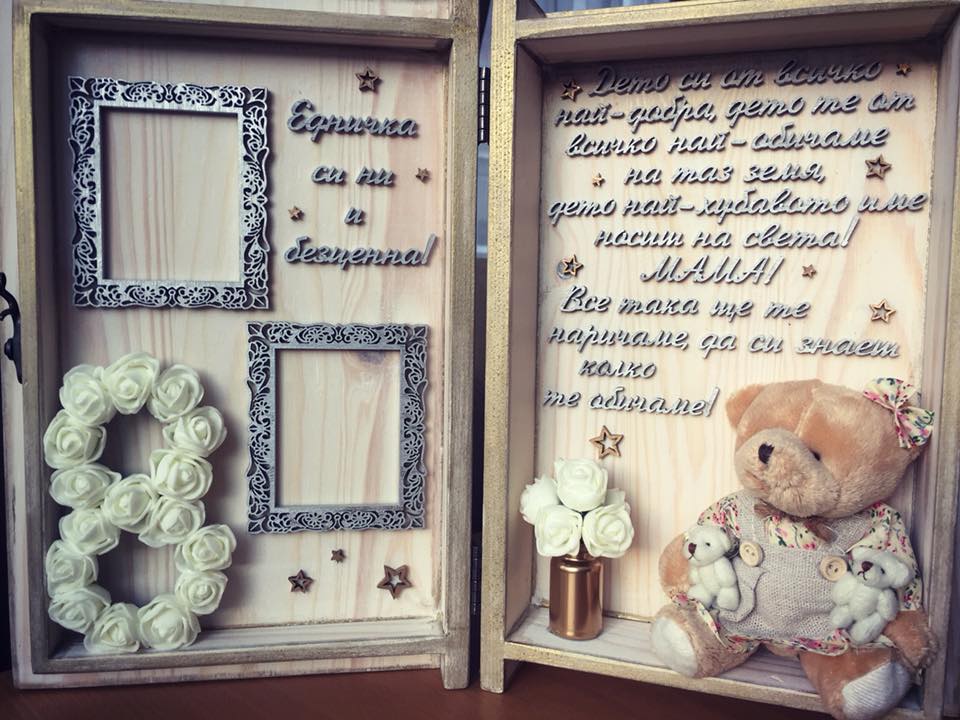 Едничка
си ни
и
безценна!
Дето си от всичко
най-добра, дето те от
всичко най-обичаме
на таз земя,
дето най-хубавото име
носиш на света!
МАМА!
Все така ще те
наричаме, да си знаеш
колко
те обичаме!
8